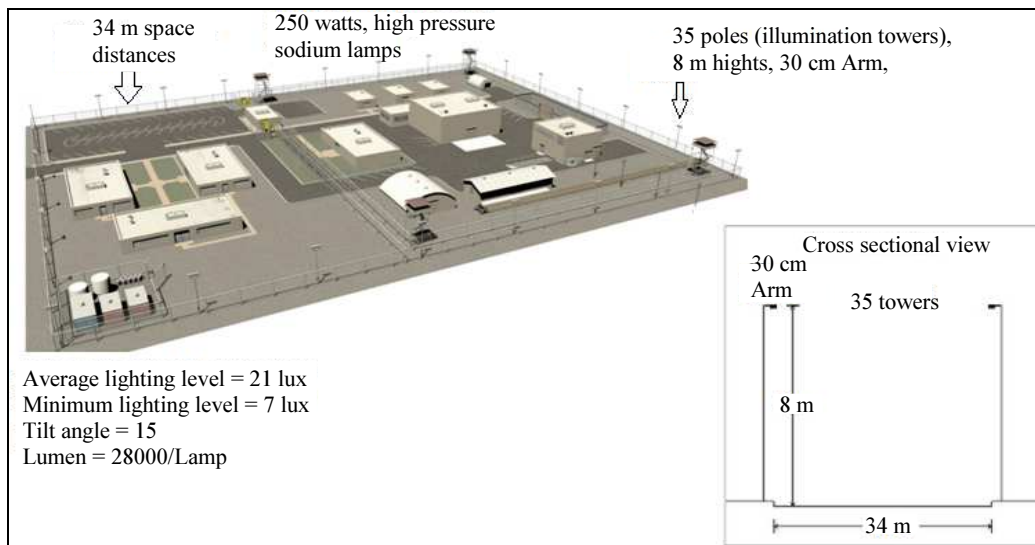 34 m space
distances
250 watts, high pressure
sodium lamps
35 poles (illumination towers),
8 m hights, 30 cm Arm,
Average lighting level = 21 lux
Minimum lighting level = 7 lux
Tilt angle = 15
Lumen = 28000/Lamp
Cross sectional view
30 cm
Arm
35 towers
8 m
34 m